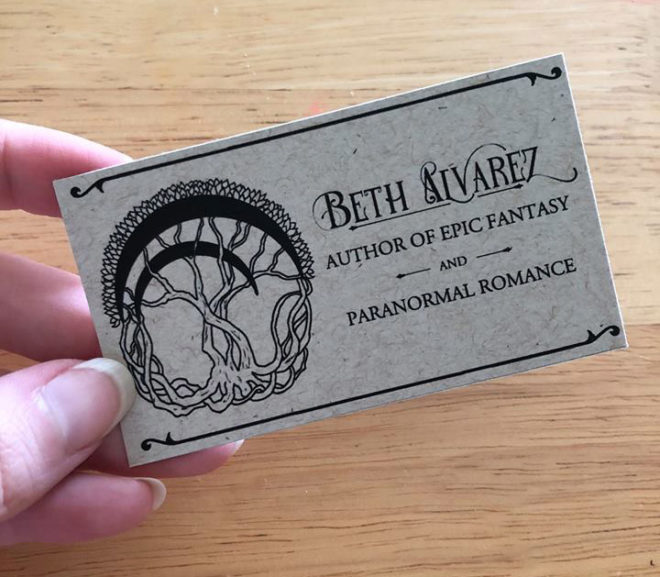 BETH ALVAREZ
AUTHOR OF EPIC FANTASY
AND
PARANORMAL ROMANCE